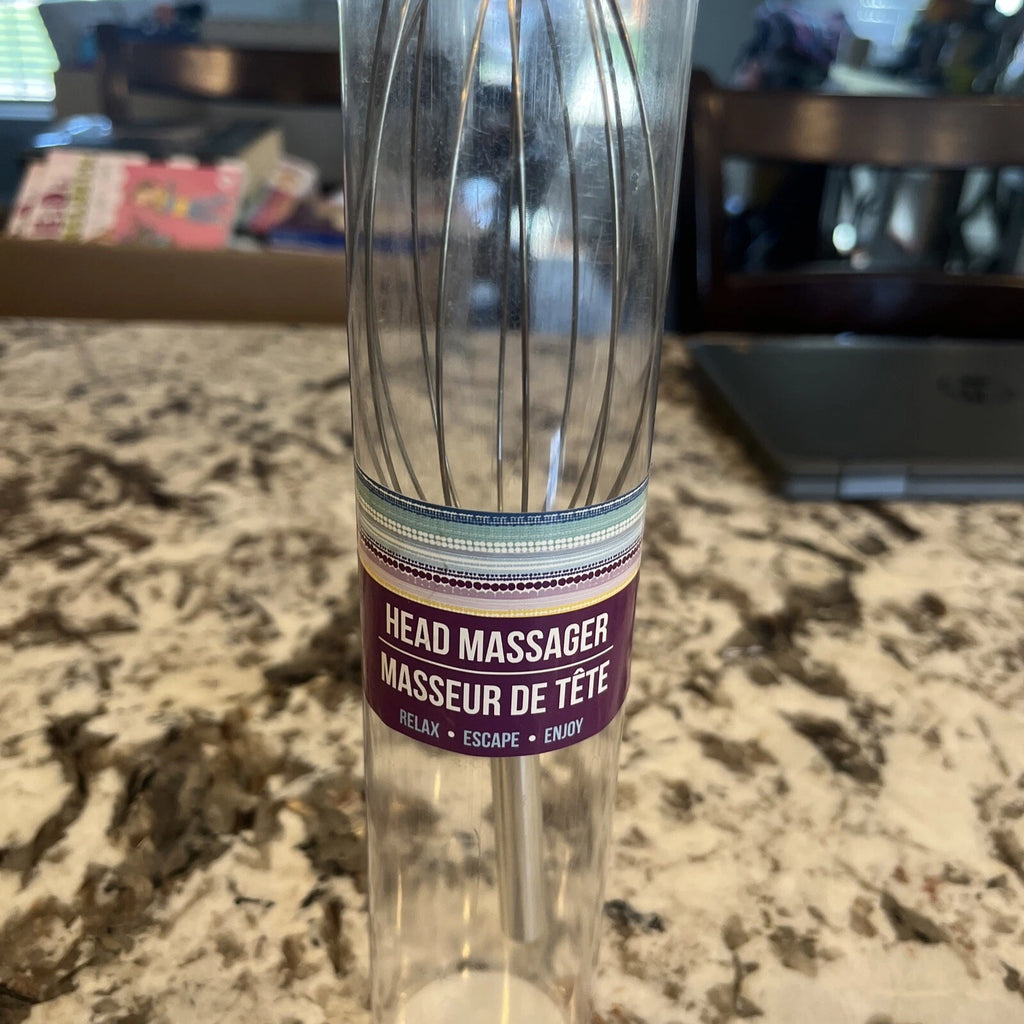 HEAD MASSAGER
MASSEUR DE TÊTE
RELAX • ESCAPE • ENJOY